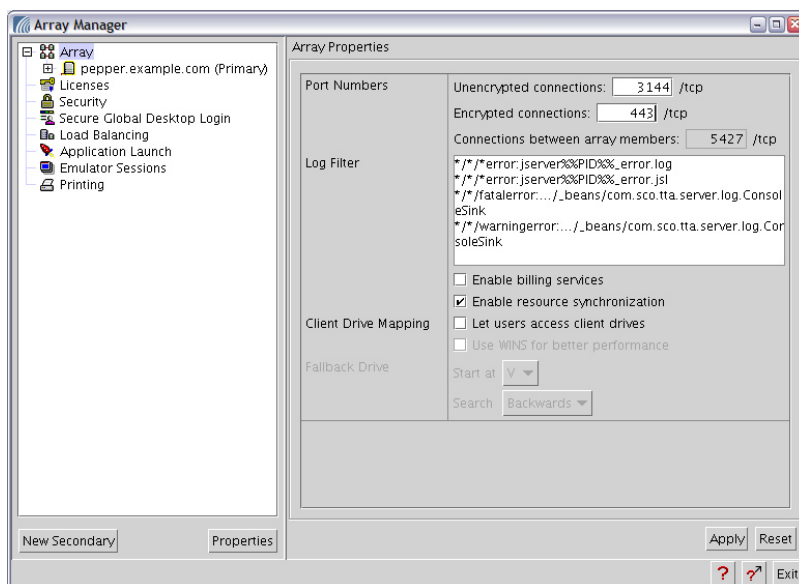 Array Manager
Array
pepper.example.com (Primary)
Licenses
Security
Secure Global Desktop Login
Load Balancing
Application Launch
Emulator Sessions
Printing
New Secondary
Properties
Array Properties
Port Numbers
Unencrypted connections: 3144 /tcp
Encrypted connections: 443 /tcp
Connections between array members: 5427 /tcp
Log Filter
*/*/*error:jserver%%PID%%_error.log
*/*/*error:jserver%%PID%%_error.jsl
*/*/fatalerror:.../_beans/com.sco.tta.server.log.Consol
eSink
*/*/warningerror:.../_beans/com.sco.tta.server.log.Con
soleSink
Enable billing services
Enable resource synchronization
Client Drive Mapping
Let users access client drives
Use WINS for better performance
Fallback Drive
Start at V
Search Backwards
Apply
Reset
?
?
Exit